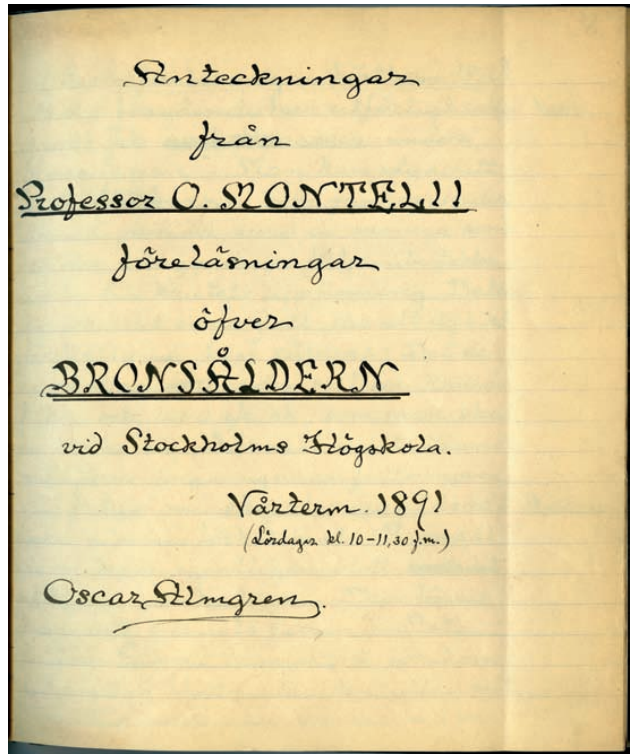 Anteckningar
från
Professor O. MONTELII
föreläsningar
öfver
BRONSÅLDERN
vid Stockholms Högskola.
Vårterm. 1891
(Lördagar kl. 10-11,30 f.m.)
Oscar Almgren.